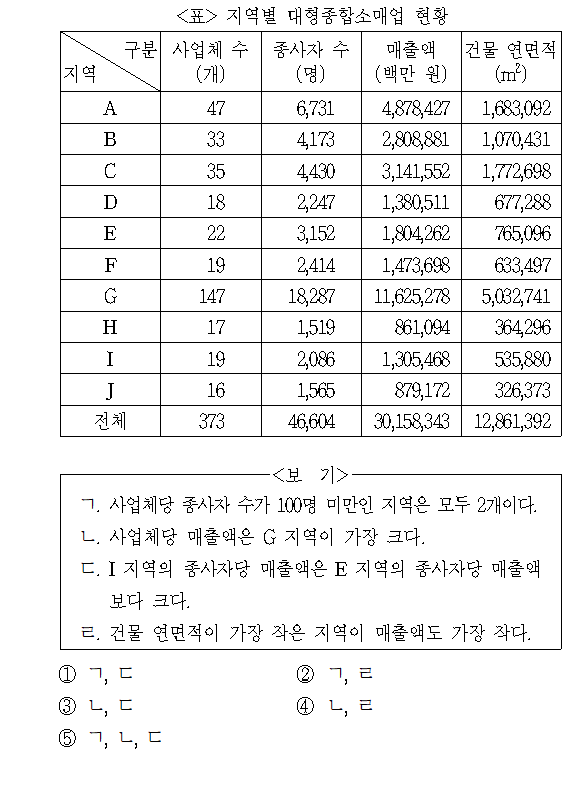 <표> 지역별 대형종합소매업 현황
구분 사업체 수 종사자 수 매출액 건물 연면적
지역 (개) (명) (백만 원) (m²)
A 47 6,731 4,878,427 1,683,092
B 33 4,173 2,808,881 1,070,431
C 35 4,430 3,141,552 1,772,698
D 18 2,247 1,380,511 677,288
E 22 3,152 1,804,262 765,096
F 19 2,414 1,473,698 633,497
G 147 18,287 11,625,278 5,032,741
H 17 1,519 861,094 364,296
I 19 2,086 1,305,468 535,880
J 16 1,565 879,172 326,373
전체 373 46,604 30,158,343 12,861,392
<보 기>
ㄱ. 사업체당 종사자 수가 100명 미만인 지역은 모두 2개이다.
ㄴ. 사업체당 매출액은 G 지역이 가장 크다.
ㄷ. I 지역의 종사자당 매출액은 E 지역의 종사자당 매출액
보다 크다.
ㄹ. 건물 연면적이 가장 작은 지역이 매출액도 가장 작다.
① ㄱ, ㄷ ② ㄱ, ㄹ
③ ㄴ, ㄷ ④ ㄴ, ㄹ
⑤ ㄱ, ㄴ, ㄷ